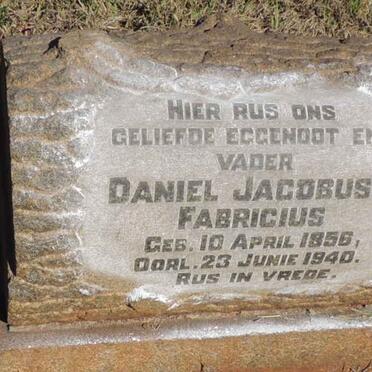 HIER RUS ONS
GELIEFDE EGGENOOT EN
VADER
DANIEL JACOBUS
FABRICIUS
GEB. 10 APRIL 1856,
OORL. 23 JUNIE 1940.
RUS IN VREDE.